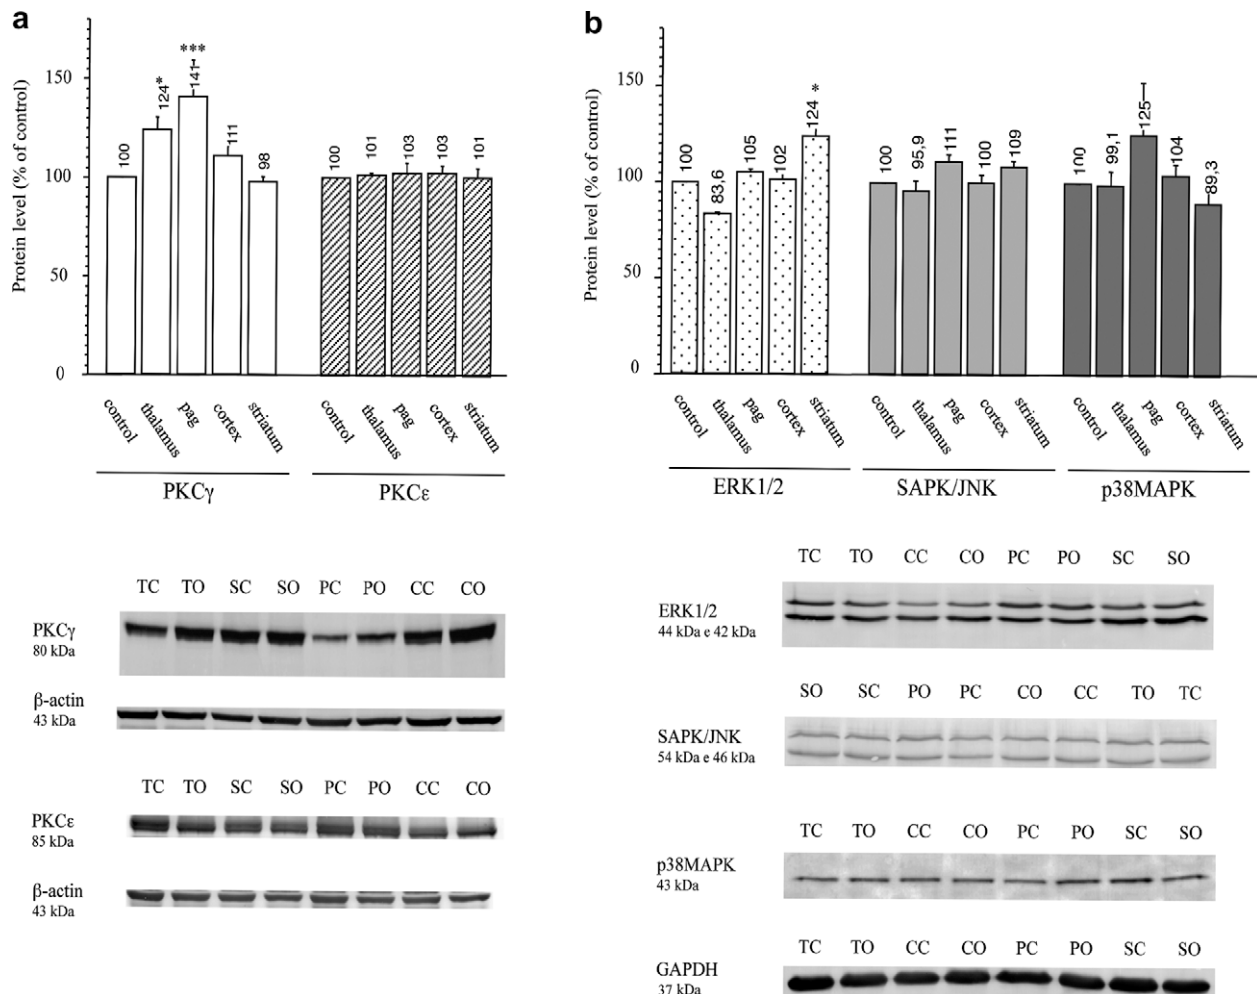 a
Protein level (% of control)
150
100
50
0
100
124*
***
141
111
98
100
101
103
103
101
control
thalamus
pag
cortex
striatum
control
thalamus
pag
cortex
striatum
PKCγ
PKCε
TC TO SC SO PC PO CC CO
PKCγ
80 kDa
β-actin
43 kDa
TC TO SC SO PC PO CC CO
PKCε
85 kDa
β-actin
43 kDa
b
Protein level (% of control)
150
100
50
0
100
83,6
105
102
124 *
100
95,9
111
100
109
100
99,1
125
104
89,3
control
thalamus
pag
cortex
striatum
control
thalamus
pag
cortex
striatum
control
thalamus
pag
cortex
striatum
ERK1/2
SAPK/JNK
p38MAPK
TC TO CC CO PC PO SC SO
ERK1/2
44 kDa e 42 kDa
SO SC PO PC CO CC TO TC
SAPK/JNK
54 kDa e 46 kDa
TC TO CC CO PC PO SC SO
p38MAPK
43 kDa
TC TO CC CO PC PO SC SO
GAPDH
37 kDa